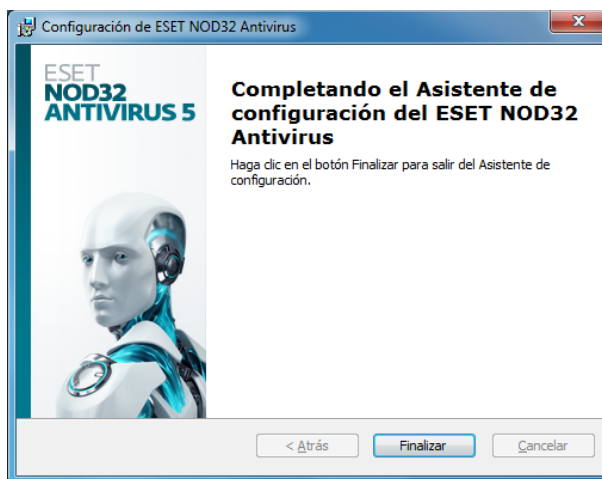 Configuración de ESET NOD32 Antivirus
ESET
NOD32
ANTIVIRUS 5
Completando el Asistente de
configuración del ESET NOD32
Antivirus
Haga clic en el botón Finalizar para salir del Asistente de
configuración.
< Atrás
Finalizar
Cancelar